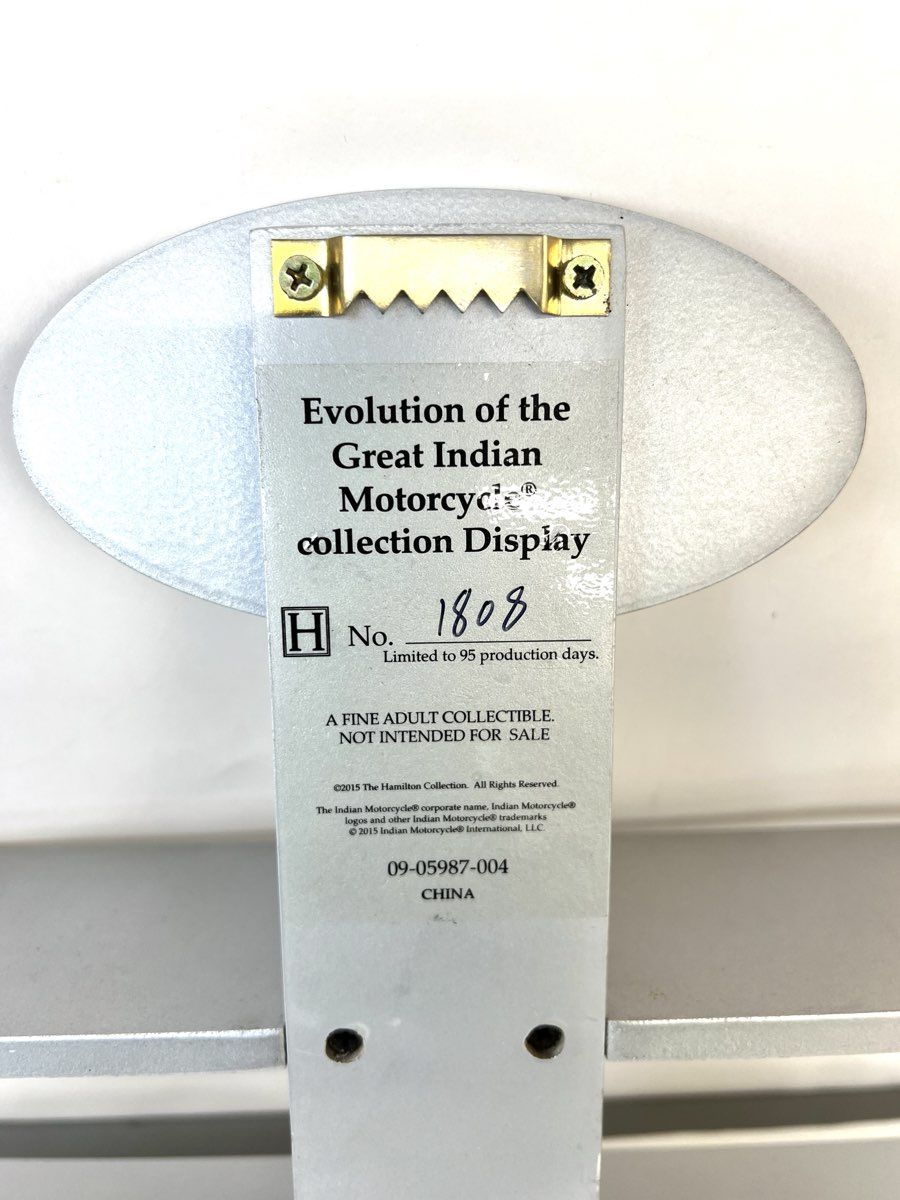 Evolution of the
Great Indian
Motorcycle®
collection Display
H No. 1808
Limited to 95 production days.
A FINE ADULT COLLECTIBLE.
NOT INTENDED FOR SALE
©2015 The Hamilton Collection. All Rights Reserved.
The Indian Motorcycle® corporate name, Indian Motorcycle®
logos and other Indian Motorcycle® trademarks
© 2015 Indian Motorcycle® International, LLC.
09-05987-004
CHINA